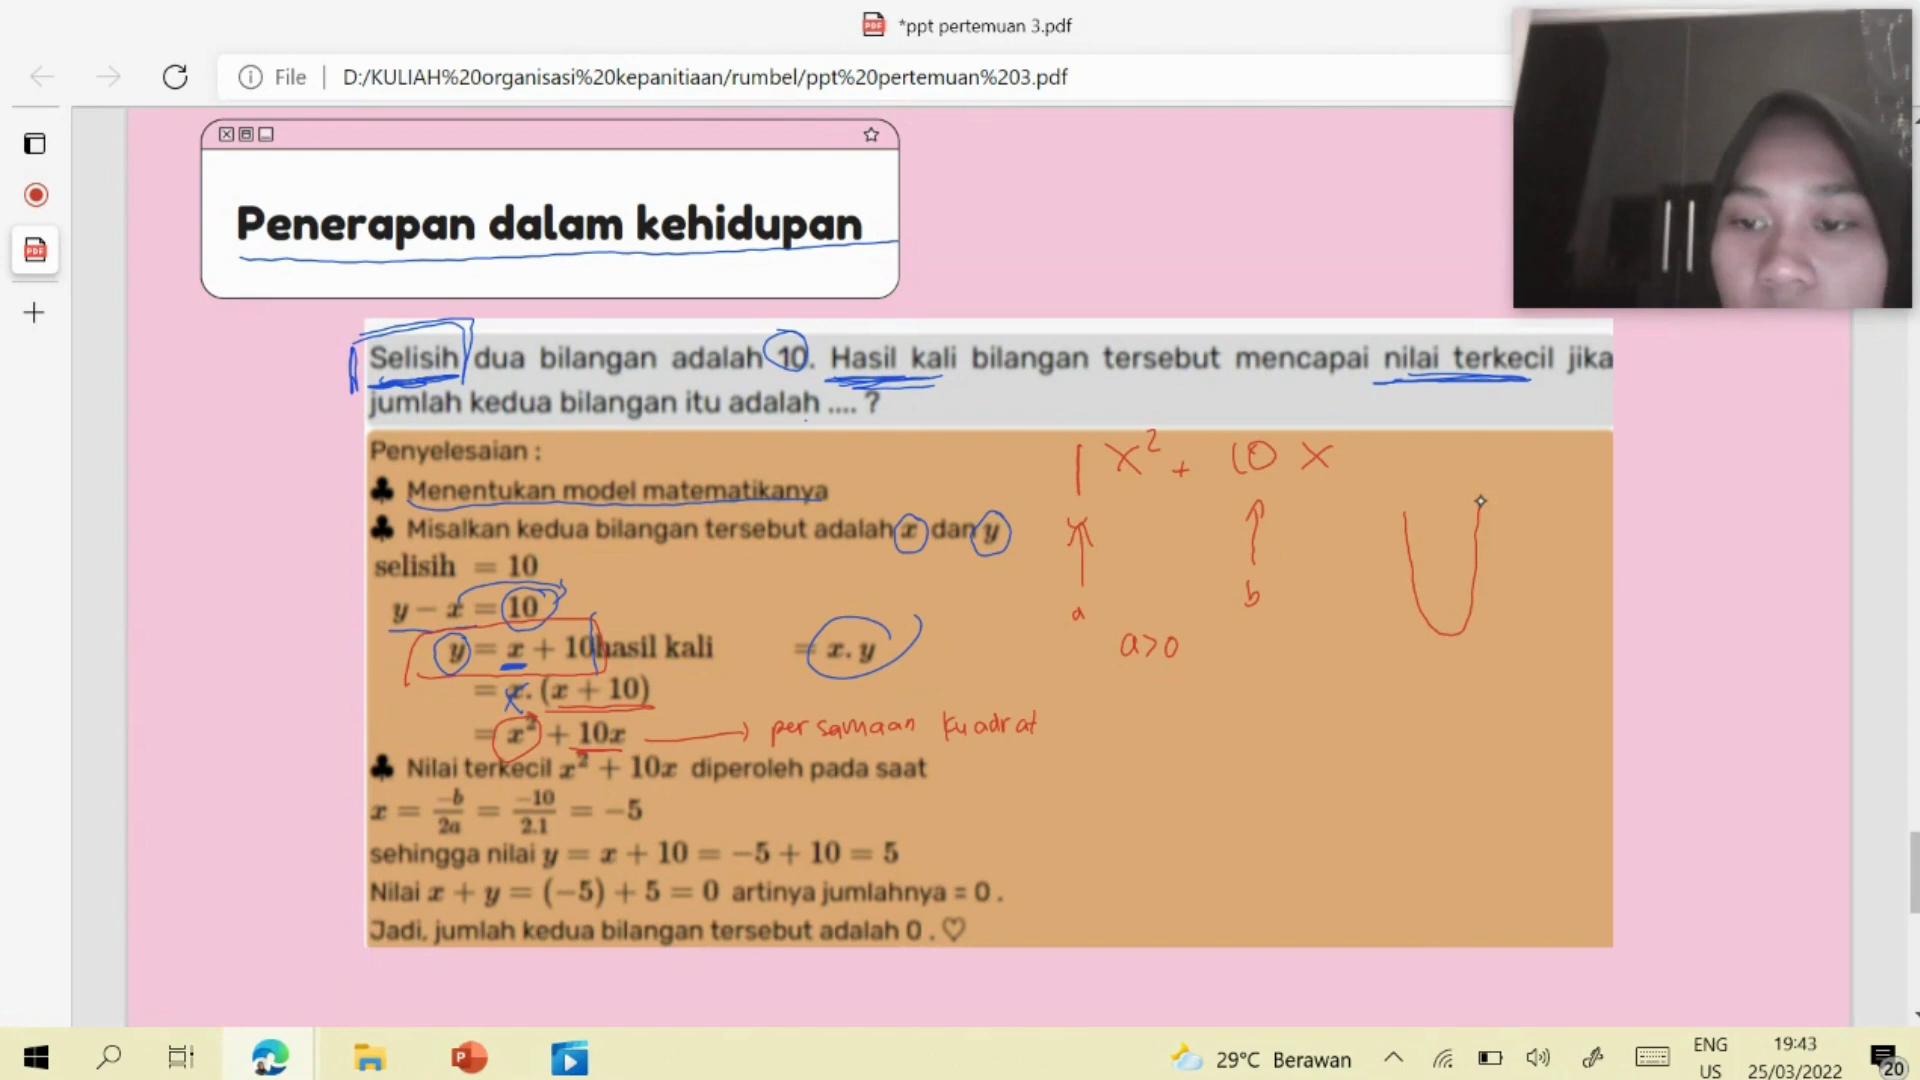 *ppt pertemuan 3.pdf
File | D:/KULIAH%20organisasi%20kepanitiaan/rumbel/ppt%20pertemuan%203.pdf
Penerapan dalam kehidupan
Selisih dua bilangan adalah 10. Hasil kali bilangan tersebut mencapai nilai terkecil jika
jumlah kedua bilangan itu adalah .... ?
Penyelesaian :
1 x² + 10 x
♣ Menentukan model matematikanya
♣ Misalkan kedua bilangan tersebut adalah x dan y
selisih = 10
a b
y − x = 10
a>0
y = x + 10 hasil kali = x. y
= x. (x + 10)
x
= x² + 10x → persamaan kuadrat
♣ Nilai terkecil x² + 10x diperoleh pada saat
x = -b/2a = -10/2.1 = −5
sehingga nilai y = x + 10 = −5 + 10 = 5
Nilai x + y = (−5) + 5 = 0 artinya jumlahnya = 0 .
Jadi, jumlah kedua bilangan tersebut adalah 0 . ♡
29°C Berawan
ENG
US
19:43
25/03/2022
20